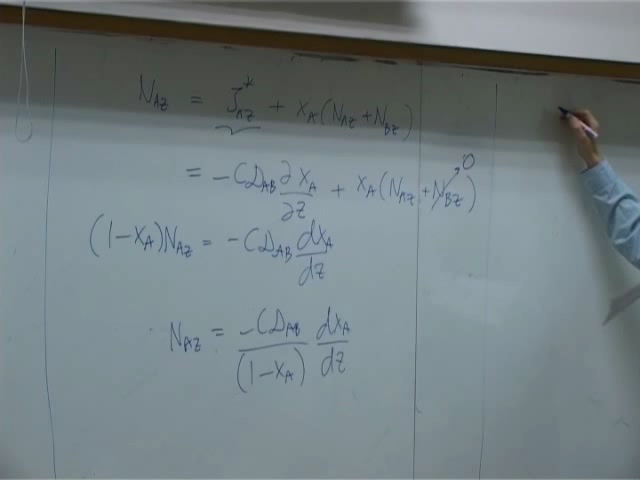 N_AZ = J_AZ^* + x_A(N_AZ + N_BZ)
= -CD_AB ∂x_A/∂z + x_A(N_AZ + N_BZ) 0
(1-x_A)N_AZ = -CD_AB dx_A/dz
N_AZ = -CD_AB/(1-x_A) dx_A/dz